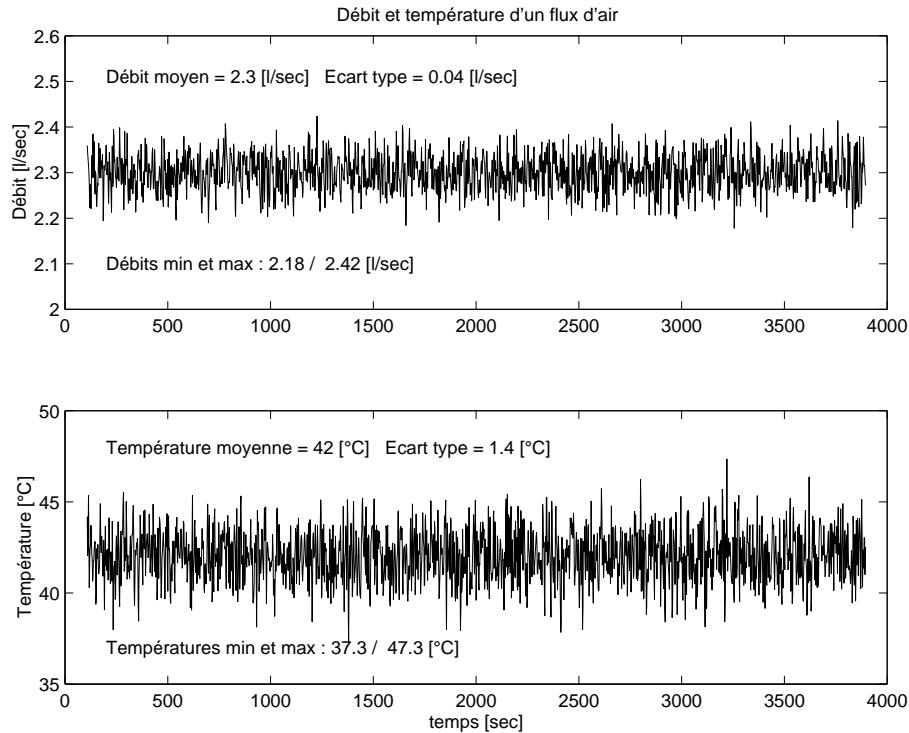 Débit et température d'un flux d'air
2.6
2.5
2.4
2.3
2.2
2.1
2
Débit [l/sec]
Débit moyen = 2.3 [l/sec] Ecart type = 0.04 [l/sec]
Débits min et max : 2.18 / 2.42 [l/sec]
0 500 1000 1500 2000 2500 3000 3500 4000
50
45
40
35
Température [°C]
Température moyenne = 42 [°C] Ecart type = 1.4 [°C]
Températures min et max : 37.3 / 47.3 [°C]
0 500 1000 1500 2000 2500 3000 3500 4000
temps [sec]